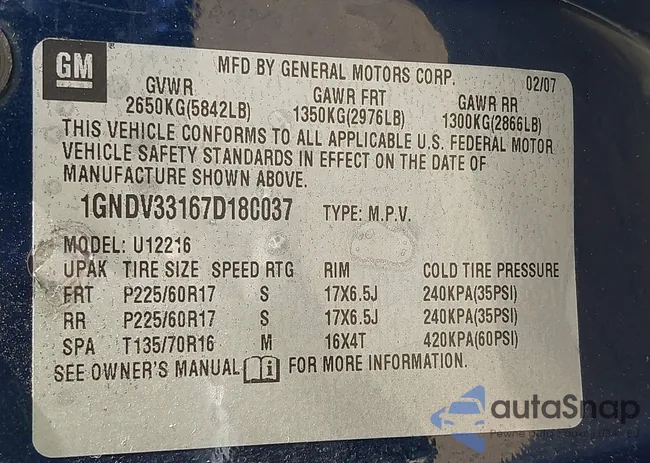 GM
MFD BY GENERAL MOTORS CORP.
02/07
GVWR GAWR FRT GAWR RR
2650KG(5842LB) 1350KG(2976LB) 1300KG(2866LB)
THIS VEHICLE CONFORMS TO ALL APPLICABLE U.S. FEDERAL MOTOR
VEHICLE SAFETY STANDARDS IN EFFECT ON THE DATE OF
MANUFACTURE SHOWN ABOVE.
1GNDV33167D180037 TYPE: M.P.V.
MODEL: U12216
UPAK TIRE SIZE SPEED RTG RIM COLD TIRE PRESSURE
FRT P225/60R17 S 17X6.5J 240KPA(35PSI)
RR P225/60R17 S 17X6.5J 240KPA(35PSI)
SPA T135/70R16 M 16X4T 420KPA(60PSI)
SEE OWNER'S MANUAL FOR MORE INFORMATION.
autaSnap